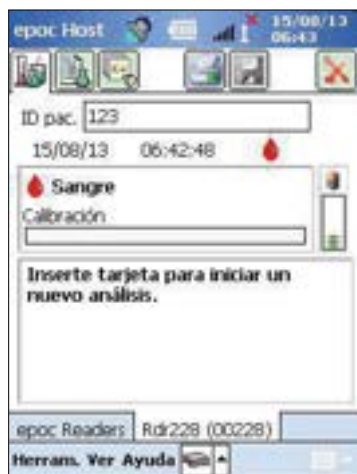 epoc Host 15/08/13
06:43
ID pac. 123
15/08/13 06:42:48
Sangre
Calibración
Inserte tarjeta para iniciar un
nuevo análisis.
epoc Readers Rdr228 (00228)
Herram. Ver Ayuda